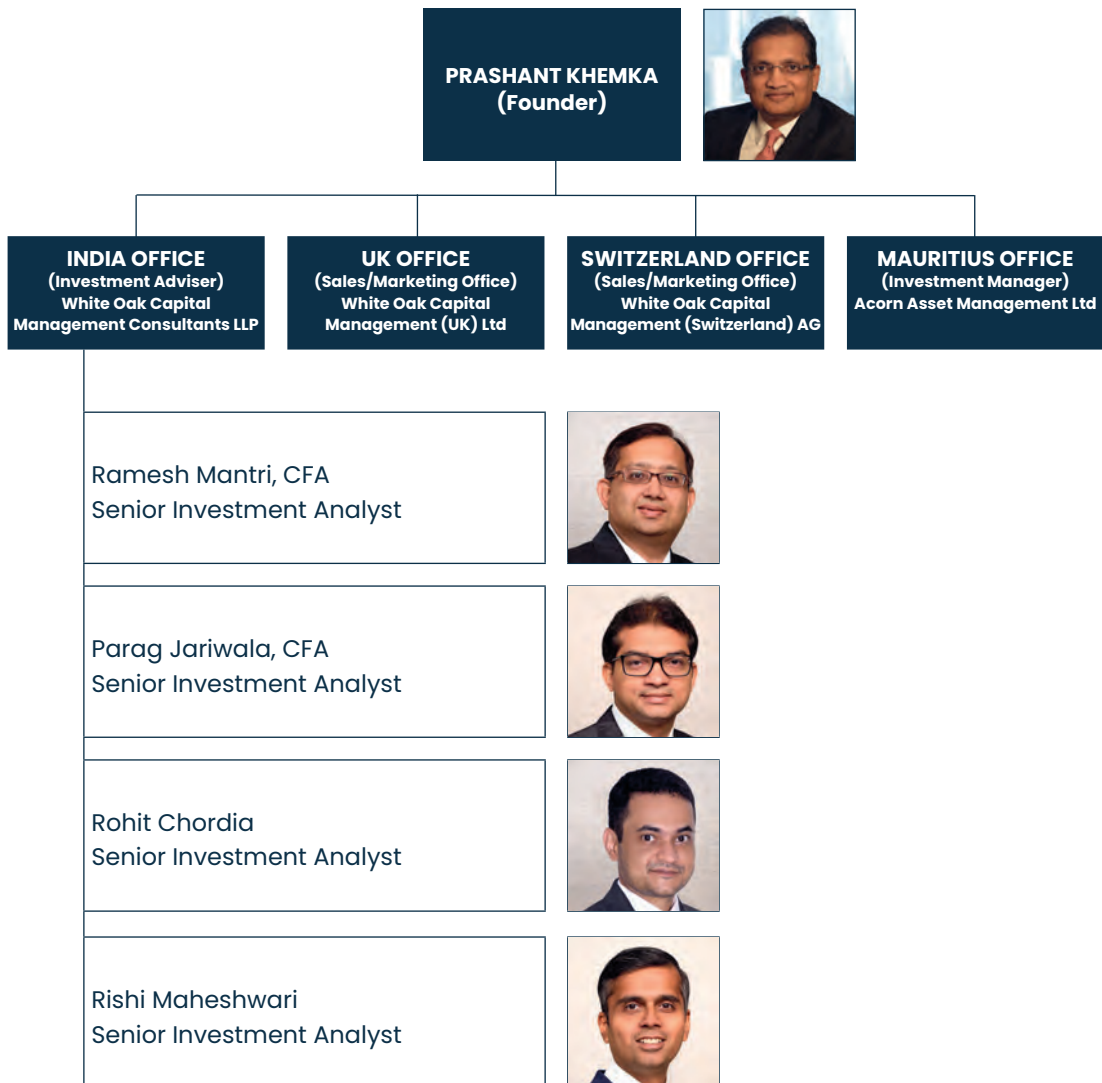 PRASHANT KHEMKA
(Founder)
INDIA OFFICE
(Investment Adviser)
White Oak Capital
Management Consultants LLP
UK OFFICE
(Sales/Marketing Office)
White Oak Capital
Management (UK) Ltd
SWITZERLAND OFFICE
(Sales/Marketing Office)
White Oak Capital
Management (Switzerland) AG
MAURITIUS OFFICE
(Investment Manager)
Acorn Asset Management Ltd
Ramesh Mantri, CFA
Senior Investment Analyst
Parag Jariwala, CFA
Senior Investment Analyst
Rohit Chordia
Senior Investment Analyst
Rishi Maheshwari
Senior Investment Analyst